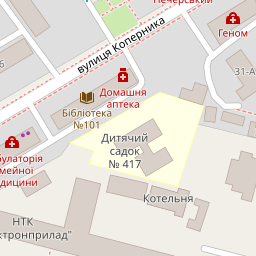 Печерський
Геном
вулиця Коперника
31-А
Домашня
аптека
Бібліотека
№101
Дитячий
садок
№ 417
Котельня
НТК